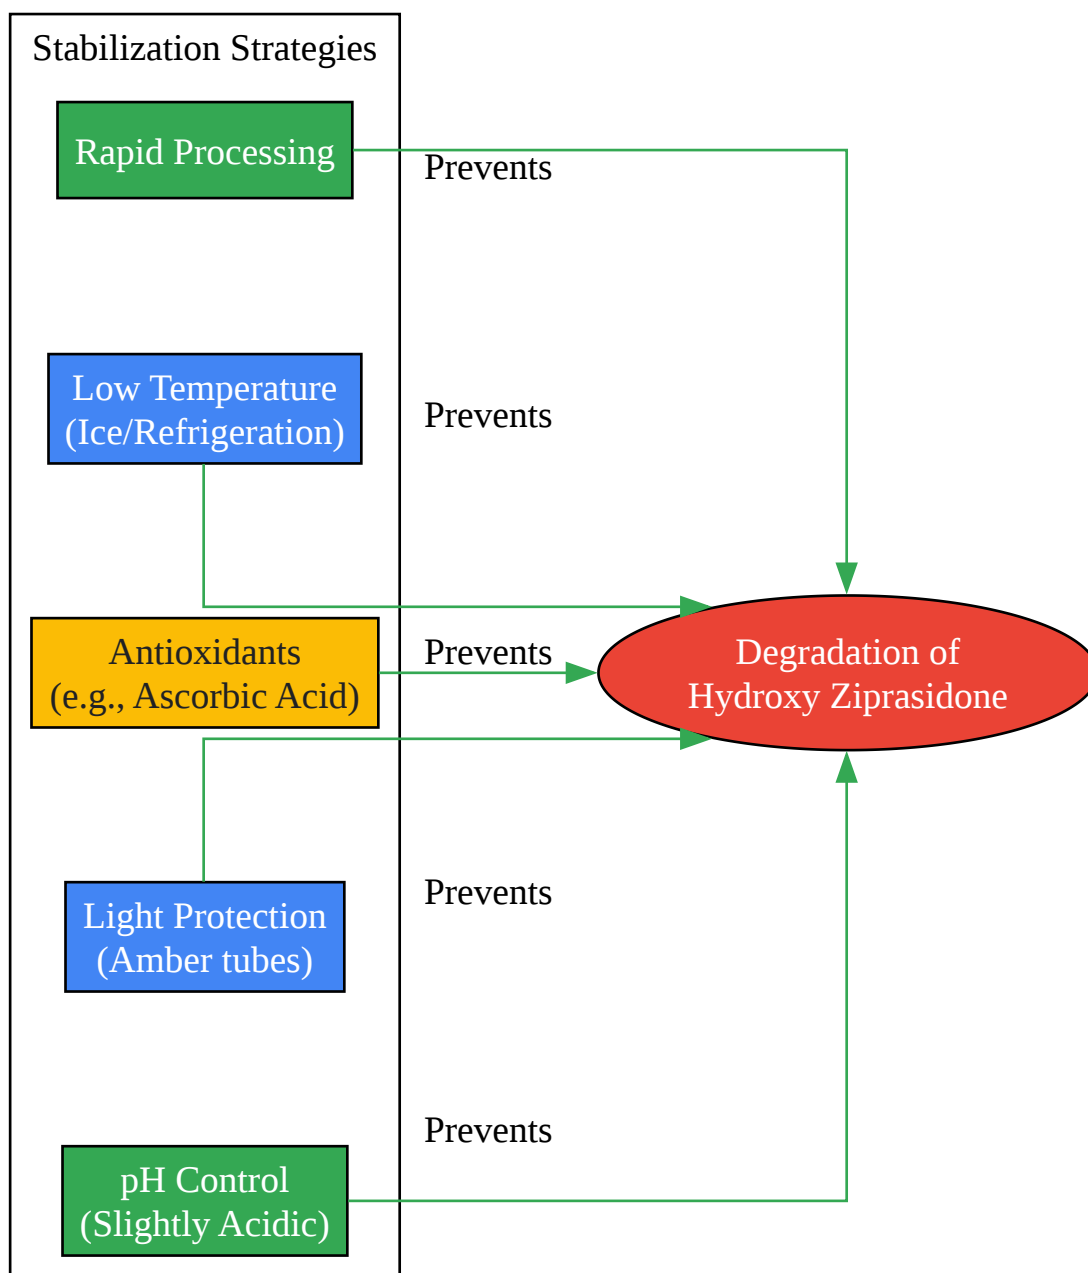 Stabilization Strategies
Rapid Processing
Prevents
Low Temperature
(Ice/Refrigeration)
Prevents
Antioxidants
(e.g., Ascorbic Acid)
Prevents
Degradation of
Hydroxy Ziprasidone
Light Protection
(Amber tubes)
Prevents
pH Control
(Slightly Acidic)
Prevents